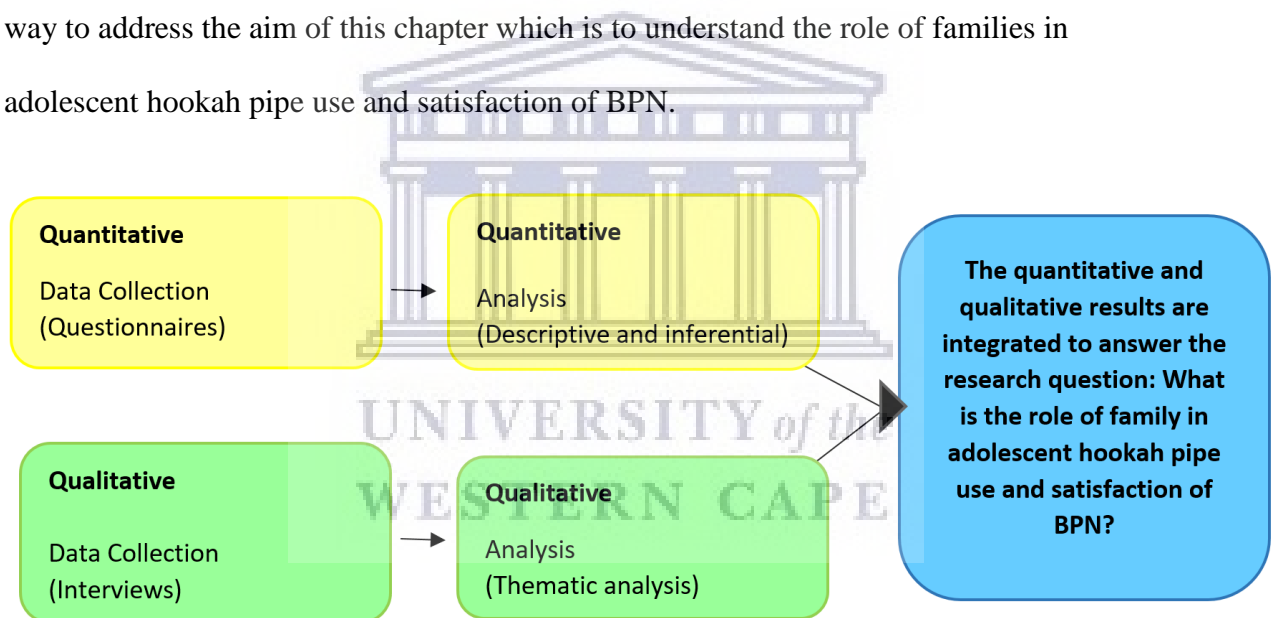 way to address the aim of this chapter which is to understand the role of families in
adolescent hookah pipe use and satisfaction of BPN.
Quantitative
Data Collection
(Questionnaires)
Quantitative
Analysis
(Descriptive and inferential)
Qualitative
Data Collection
(Interviews)
Qualitative
Analysis
(Thematic analysis)
The quantitative and
qualitative results are
integrated to answer the
research question: What
is the role of family in
adolescent hookah pipe
use and satisfaction of
BPN?
UNIVERSITY of the
WESTERN CAPE